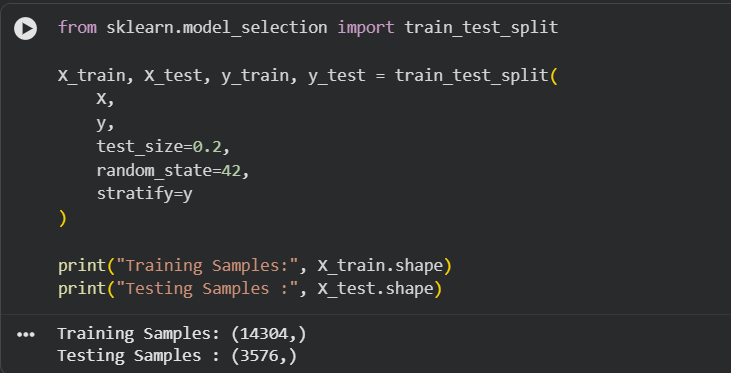 from sklearn.model_selection import train_test_split
X_train, X_test, y_train, y_test = train_test_split(
    X,
    y,
    test_size=0.2,
    random_state=42,
    stratify=y
)
print("Training Samples:", X_train.shape)
print("Testing Samples :", X_test.shape)
Training Samples: (14304,)
Testing Samples : (3576,)